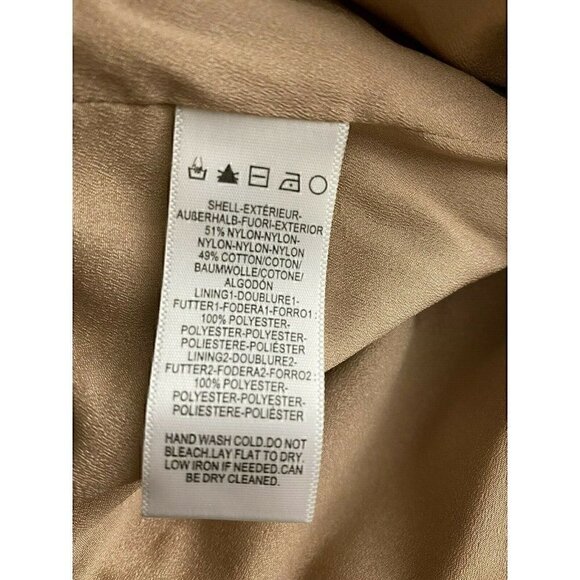 SHELL-EXTÉRIEUR-
AUßERHALB-FUORI-EXTERIOR
51% NYLON-NYLON-
NYLON-NYLON-NYLON
49% COTTON/COTON/
BAUMWOLLE/COTONE/
ALGODÓN
LINING1-DOUBLURE1-
FUTTER1-FODERA1-FORRO1:
100% POLYESTER-
POLYESTER-POLYESTER-
POLIESTERE-POLIÉSTER
LINING2-DOUBLURE2-
FUTTER2-FODERA2-FORRO2:
100% POLYESTER-
POLYESTER-POLYESTER-
POLIESTERE-POLIÉSTER
HAND WASH COLD.DO NOT
BLEACH.LAY FLAT TO DRY.
LOW IRON IF NEEDED.CAN
BE DRY CLEANED.